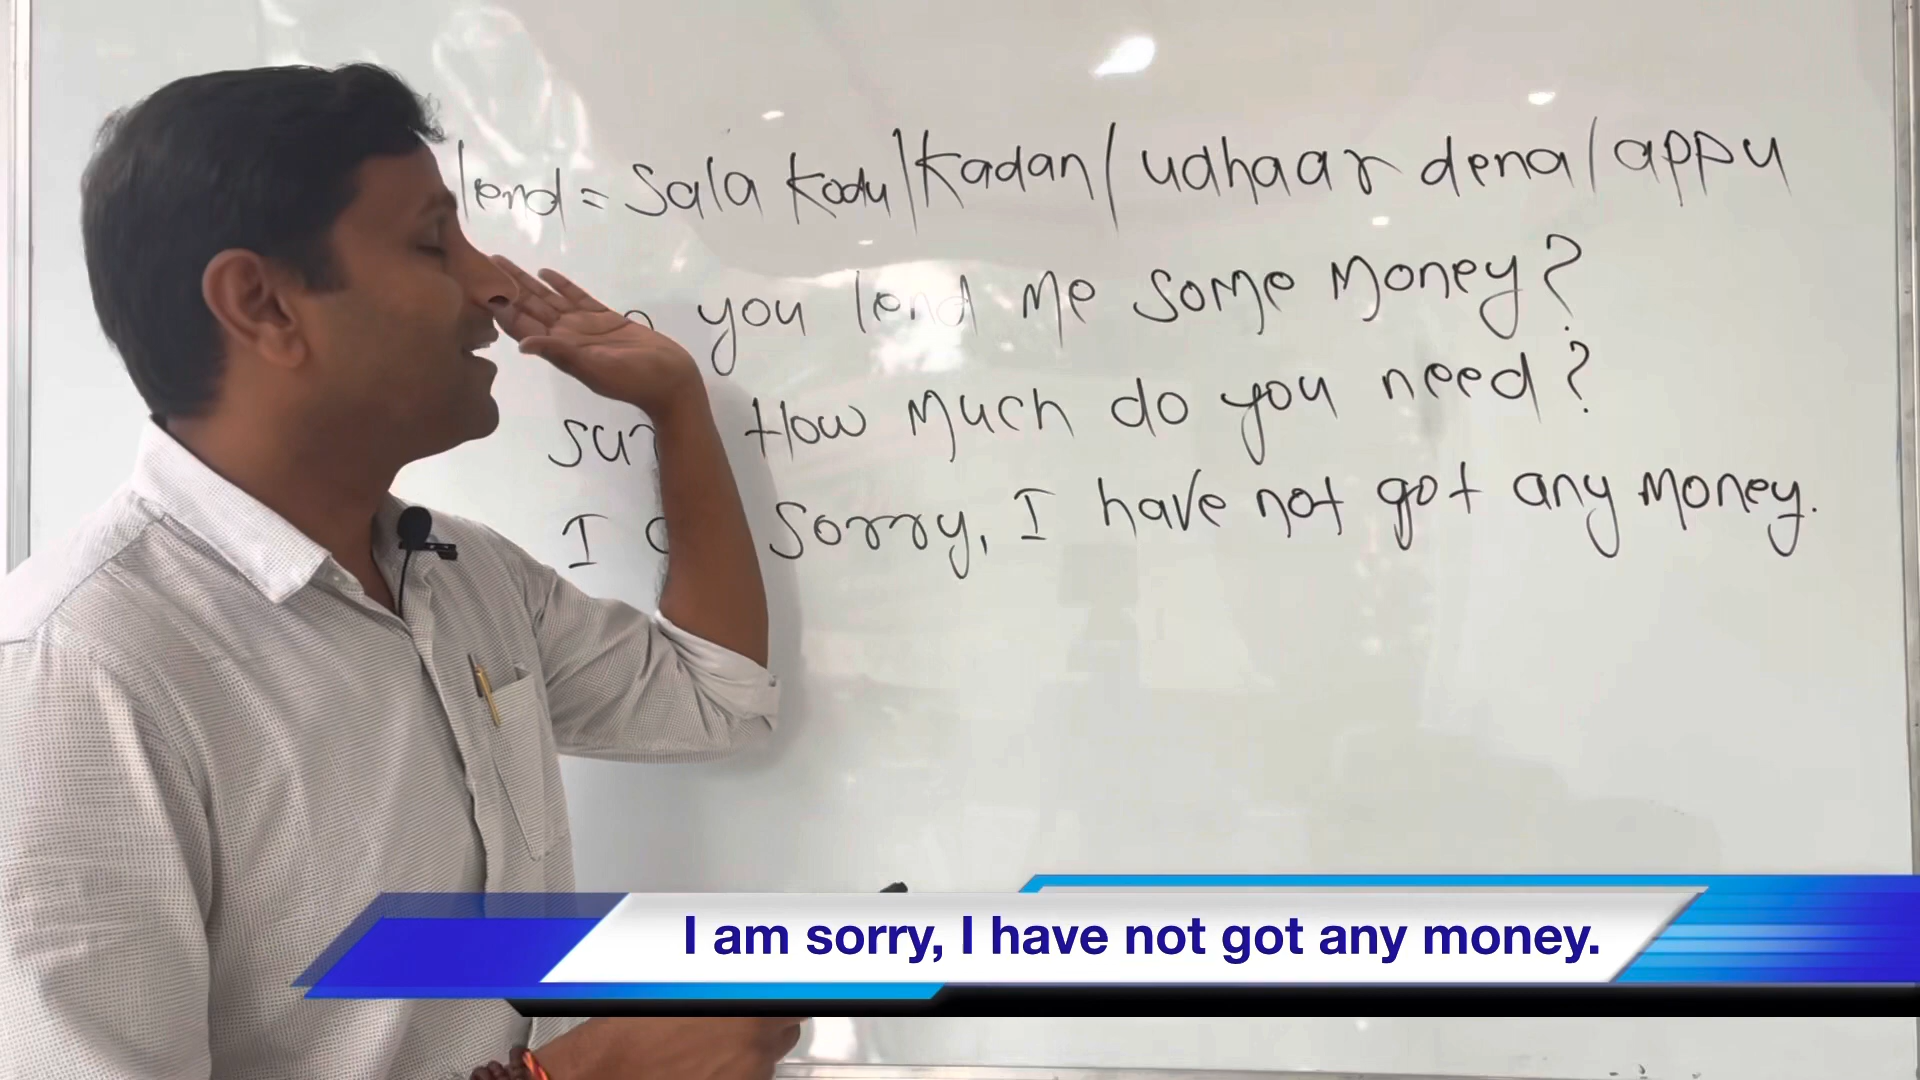 lend = Sala Kodu/Kadan/udhaar dena/appu
you lend me some money?
How much do you need?
I sorry, I have not got any money.
I am sorry, I have not got any money.